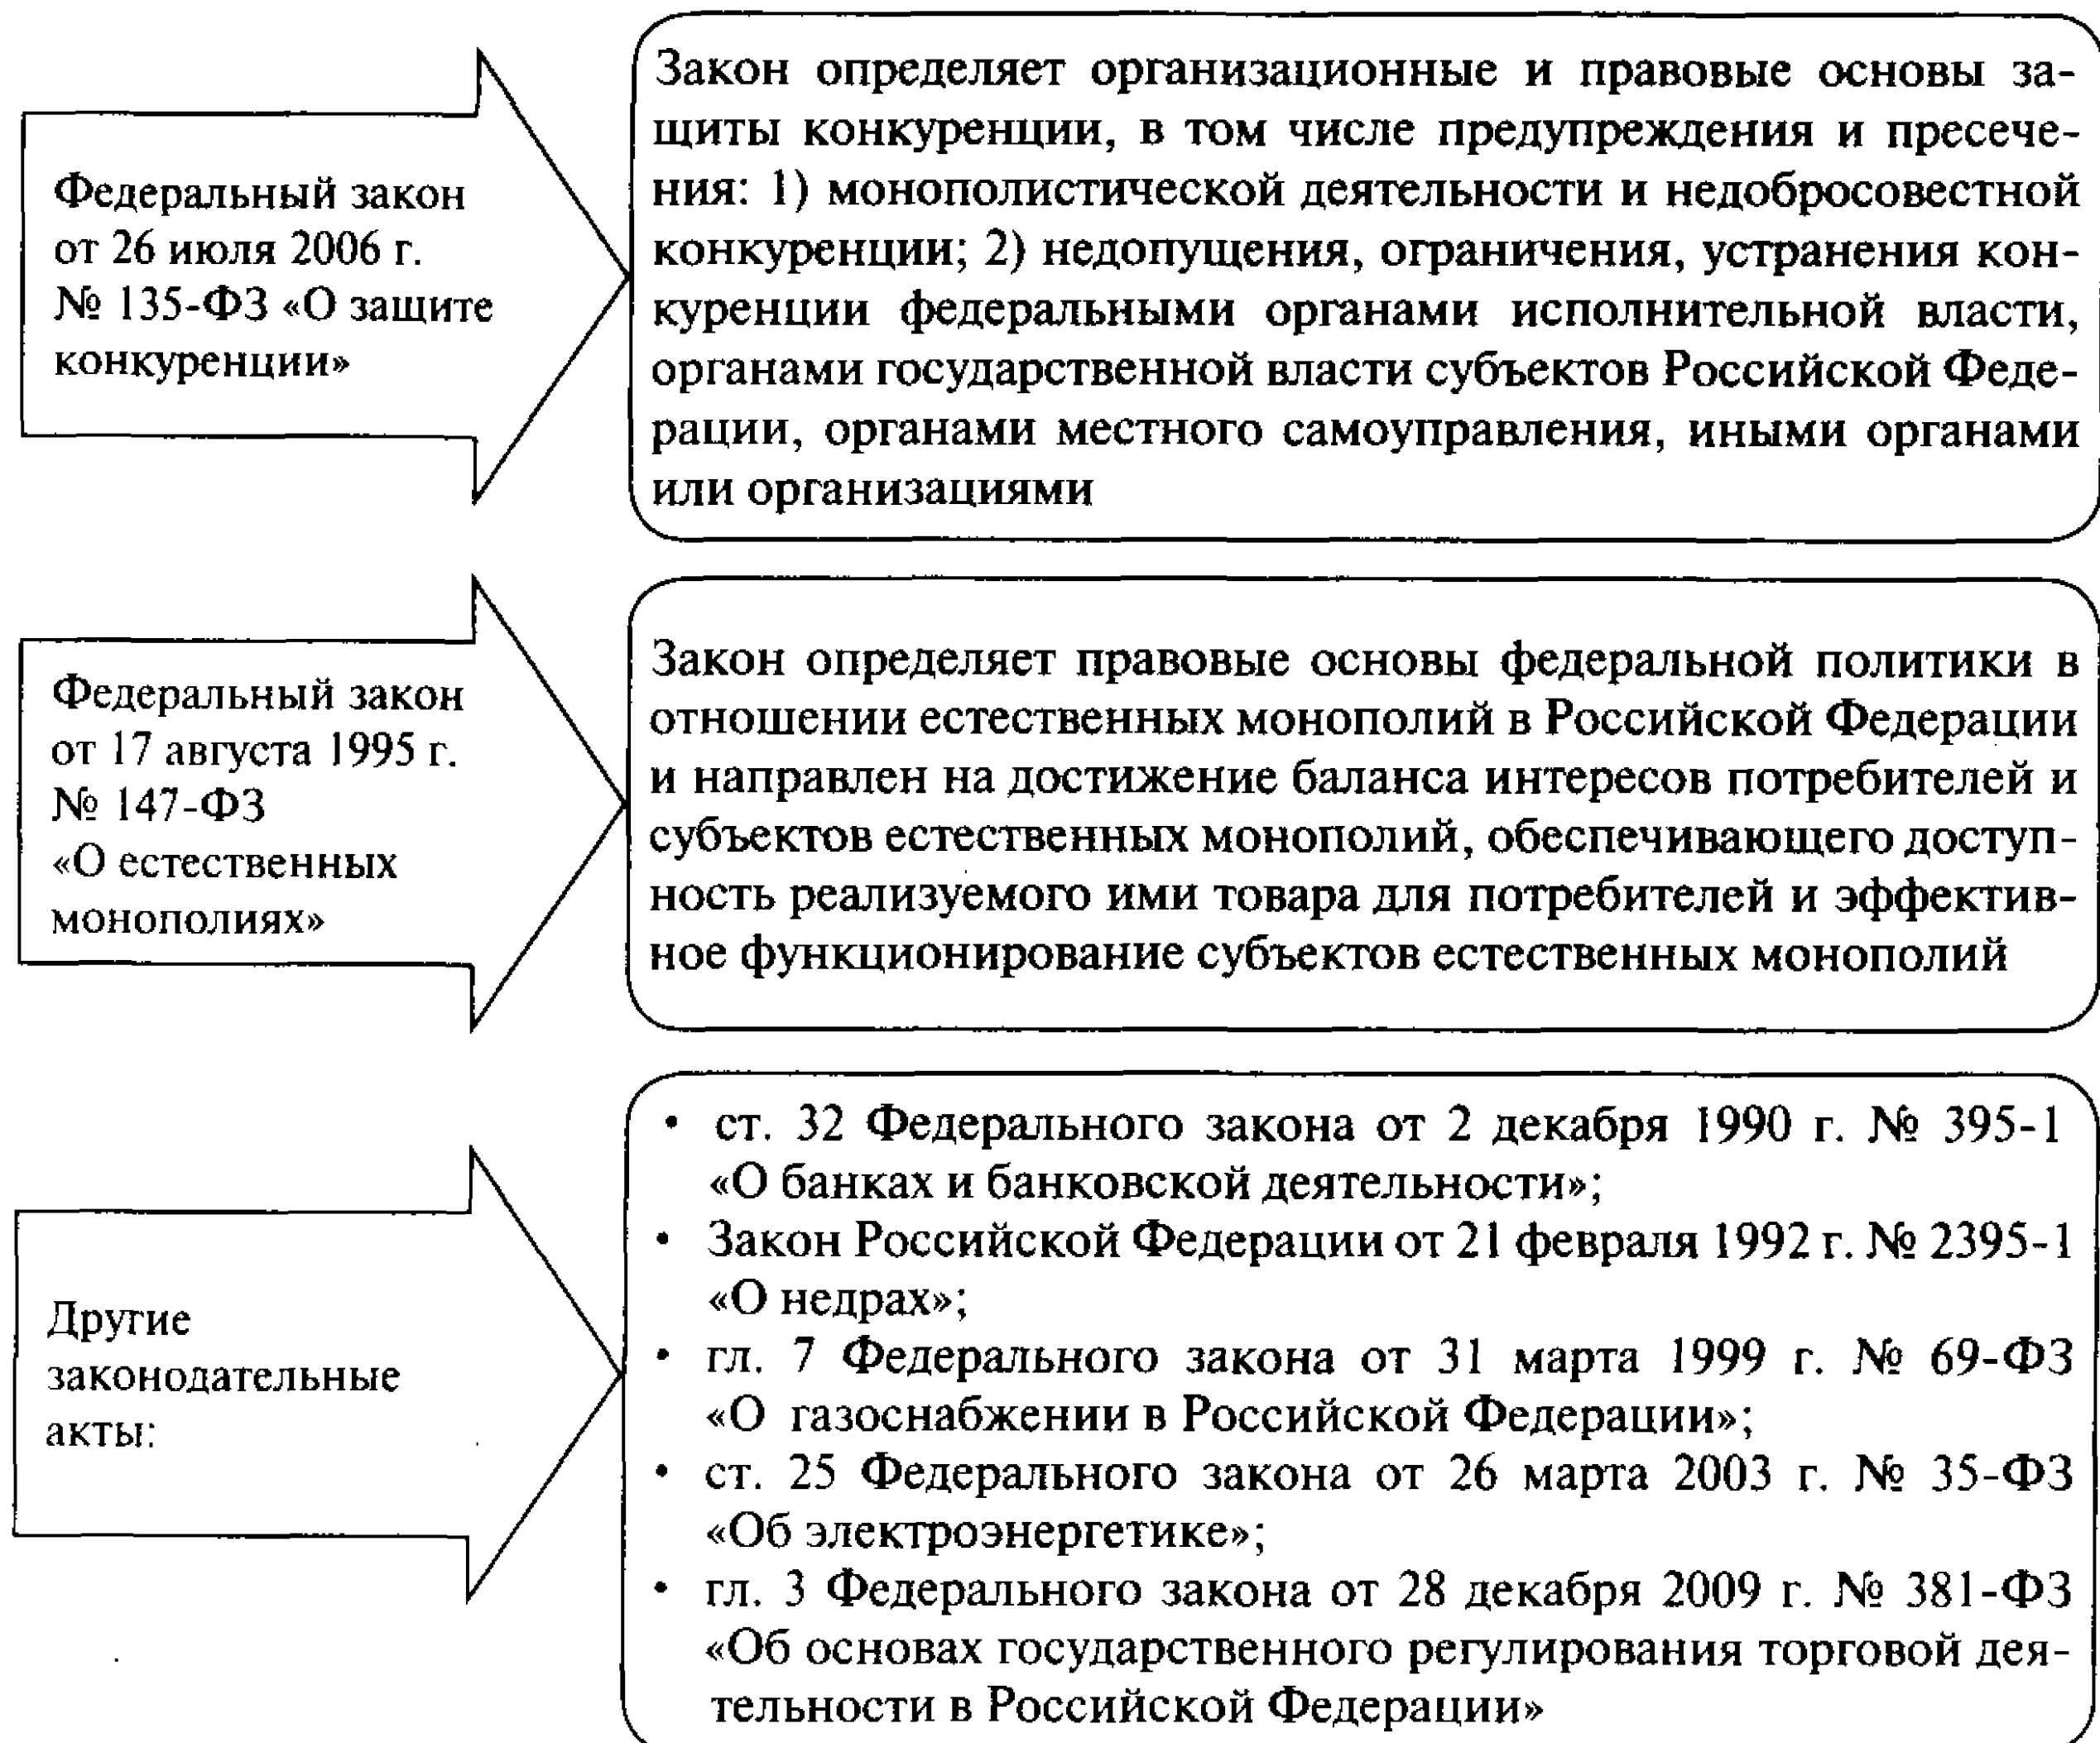 Федеральный закон
от 26 июля 2006 г.
№ 135-ФЗ «О защите
конкуренции»
Закон определяет организационные и правовые основы за-
щиты конкуренции, в том числе предупреждения и пресече-
ния: 1) монополистической деятельности и недобросовестной
конкуренции; 2) недопущения, ограничения, устранения кон-
куренции федеральными органами исполнительной власти,
органами государственной власти субъектов Российской Феде-
рации, органами местного самоуправления, иными органами
или организациями
Федеральный закон
от 17 августа 1995 г.
№ 147-ФЗ
«О естественных
монополиях»
Закон определяет правовые основы федеральной политики в
отношении естественных монополий в Российской Федерации
и направлен на достижение баланса интересов потребителей и
субъектов естественных монополий, обеспечивающего доступ-
ность реализуемого ими товара для потребителей и эффектив-
ное функционирование субъектов естественных монополий
Другие
законодательные
акты:
• ст. 32 Федерального закона от 2 декабря 1990 г. № 395-1
«О банках и банковской деятельности»;
• Закон Российской Федерации от 21 февраля 1992 г. № 2395-1
«О недрах»;
• гл. 7 Федерального закона от 31 марта 1999 г. № 69-ФЗ
«О газоснабжении в Российской Федерации»;
• ст. 25 Федерального закона от 26 марта 2003 г. № 35-ФЗ
«Об электроэнергетике»;
• гл. 3 Федерального закона от 28 декабря 2009 г. № 381-ФЗ
«Об основах государственного регулирования торговой дея-
тельности в Российской Федерации»